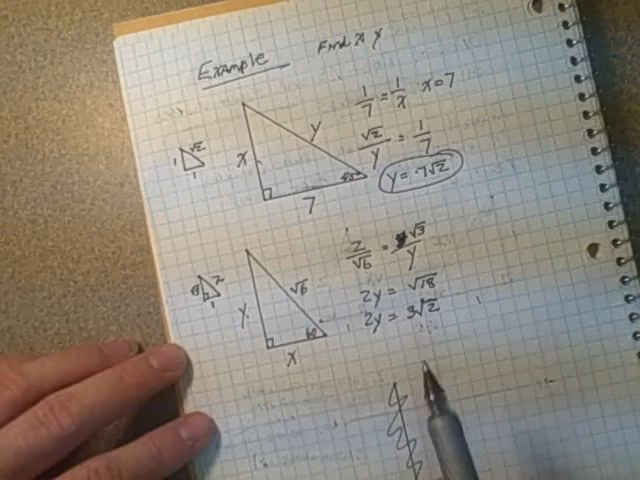 Example Find x y
1/7 = 1/x x = 7
√2/y = 1/7
y = 7√2
1 √2 1
x y 7 45
2/√6 = √3/y
2y = √18
2y = 3√2
√3 2 1
y √6 x 60